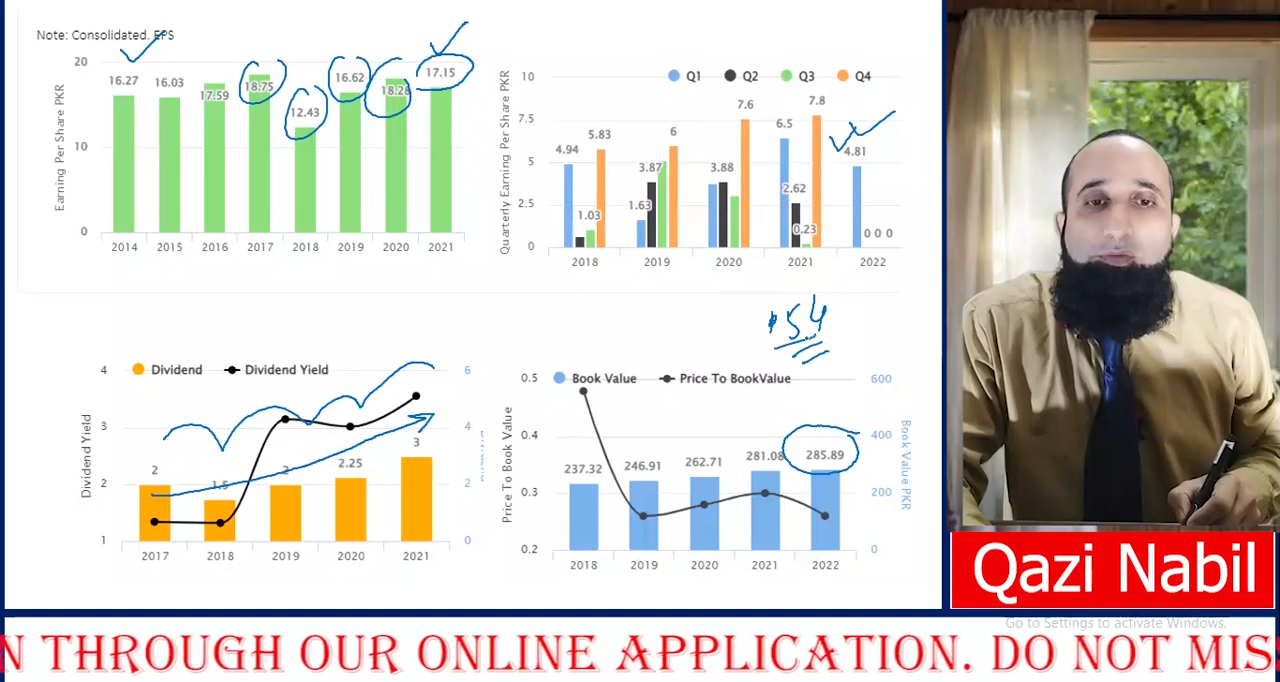 Note: Consolidated. EPS
Earning Per Share PKR
20
10
0
16.27 16.03 17.59 18.75 12.43 16.62 18.28 17.15
2014 2015 2016 2017 2018 2019 2020 2021
Q1 Q2 Q3 Q4
Quarterly Earning Per Share PKR
10
7.5
5
2.5
0
4.94 1.03 5.83 1.63 3.87 6 3.88 7.6 6.5 2.62 0.23 7.8 4.81 0 0 0
2018 2019 2020 2021 2022
Dividend Dividend Yield
Dividend Yield
4
3
2
1
2 1.5 2 2.25 3
6
4
2
0
2017 2018 2019 2020 2021
54
Book Value Price To BookValue
Price To Book Value
0.5
0.4
0.3
0.2
237.32 246.91 262.71 281.08 285.89
600
400
200
0
Book Value PKR
2018 2019 2020 2021 2022
Qazi Nabil
Go to Settings to activate Windows.
N THROUGH OUR ONLINE APPLICATION. DO NOT MIS